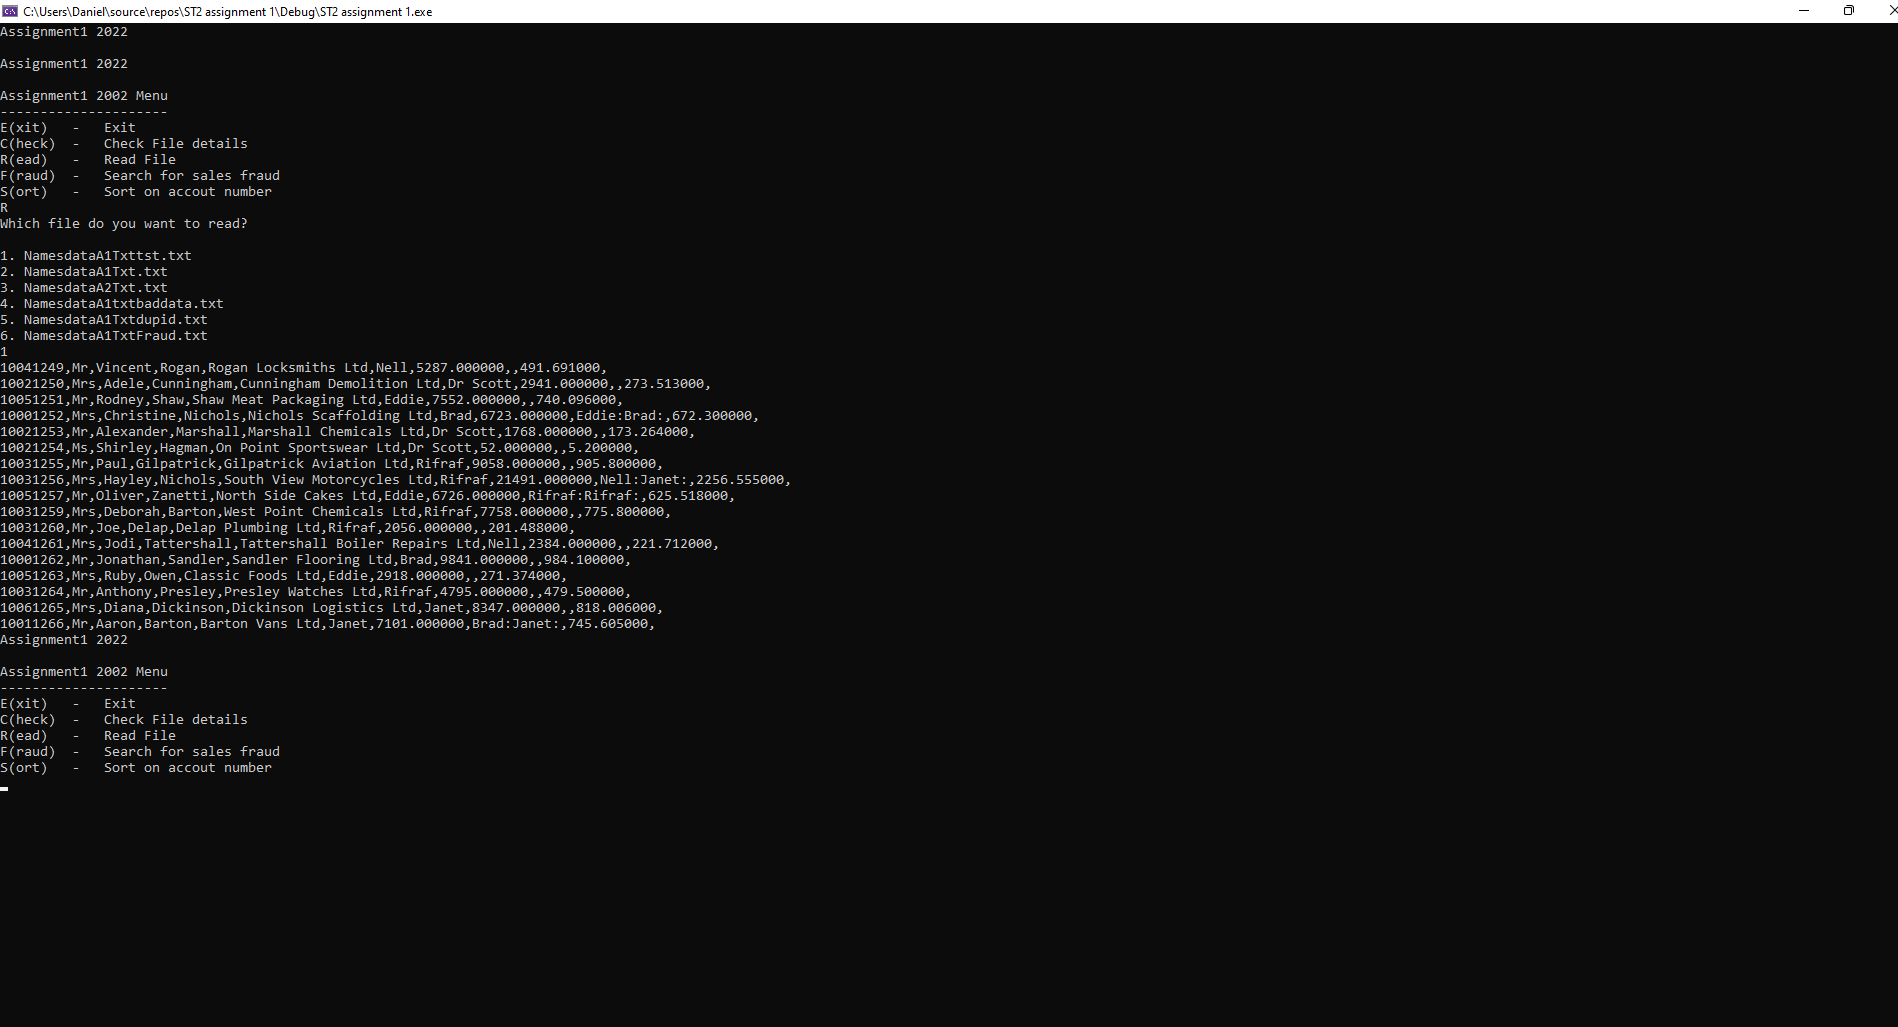 C:\Users\Daniel\source\repos\ST2 assignment 1\Debug\ST2 assignment 1.exe
Assignment1 2022
Assignment1 2022
Assignment1 2002 Menu
---------------------
E(xit)   -   Exit
C(heck)  -   Check File details
R(ead)   -   Read File
F(raud)  -   Search for sales fraud
S(ort)   -   Sort on accout number
R
Which file do you want to read?
1. NamesdataA1Txttst.txt
2. NamesdataA1Txt.txt
3. NamesdataA2Txt.txt
4. NamesdataA1txtbaddata.txt
5. NamesdataA1Txtdupid.txt
6. NamesdataA1TxtFraud.txt
1
10041249,Mr,Vincent,Rogan,Rogan Locksmiths Ltd,Nell,5287.000000,,491.691000,
10021250,Mrs,Adele,Cunningham,Cunningham Demolition Ltd,Dr Scott,2941.000000,,273.513000,
10051251,Mr,Rodney,Shaw,Shaw Meat Packaging Ltd,Eddie,7552.000000,,740.096000,
10001252,Mrs,Christine,Nichols,Nichols Scaffolding Ltd,Brad,6723.000000,Eddie:Brad:,672.300000,
10021253,Mr,Alexander,Marshall,Marshall Chemicals Ltd,Dr Scott,1768.000000,,173.264000,
10021254,Ms,Shirley,Hagman,On Point Sportswear Ltd,Dr Scott,52.000000,,5.200000,
10031255,Mr,Paul,Gilpatrick,Gilpatrick Aviation Ltd,Rifraf,9058.000000,,905.800000,
10031256,Mrs,Hayley,Nichols,South View Motorcycles Ltd,Rifraf,21491.000000,Nell:Janet:,2256.555000,
10051257,Mr,Oliver,Zanetti,North Side Cakes Ltd,Eddie,6726.000000,Rifraf:Rifraf:,625.518000,
10031259,Mrs,Deborah,Barton,West Point Chemicals Ltd,Rifraf,7758.000000,,775.800000,
10031260,Mr,Joe,Delap,Delap Plumbing Ltd,Rifraf,2056.000000,,201.488000,
10041261,Mrs,Jodi,Tattershall,Tattershall Boiler Repairs Ltd,Nell,2384.000000,,221.712000,
10001262,Mr,Jonathan,Sandler,Sandler Flooring Ltd,Brad,9841.000000,,984.100000,
10051263,Mrs,Ruby,Owen,Classic Foods Ltd,Eddie,2918.000000,,271.374000,
10031264,Mr,Anthony,Presley,Presley Watches Ltd,Rifraf,4795.000000,,479.500000,
10061265,Mrs,Diana,Dickinson,Dickinson Logistics Ltd,Janet,8347.000000,,818.006000,
10011266,Mr,Aaron,Barton,Barton Vans Ltd,Janet,7101.000000,Brad:Janet:,745.605000,
Assignment1 2022
Assignment1 2002 Menu
---------------------
E(xit)   -   Exit
C(heck)  -   Check File details
R(ead)   -   Read File
F(raud)  -   Search for sales fraud
S(ort)   -   Sort on accout number